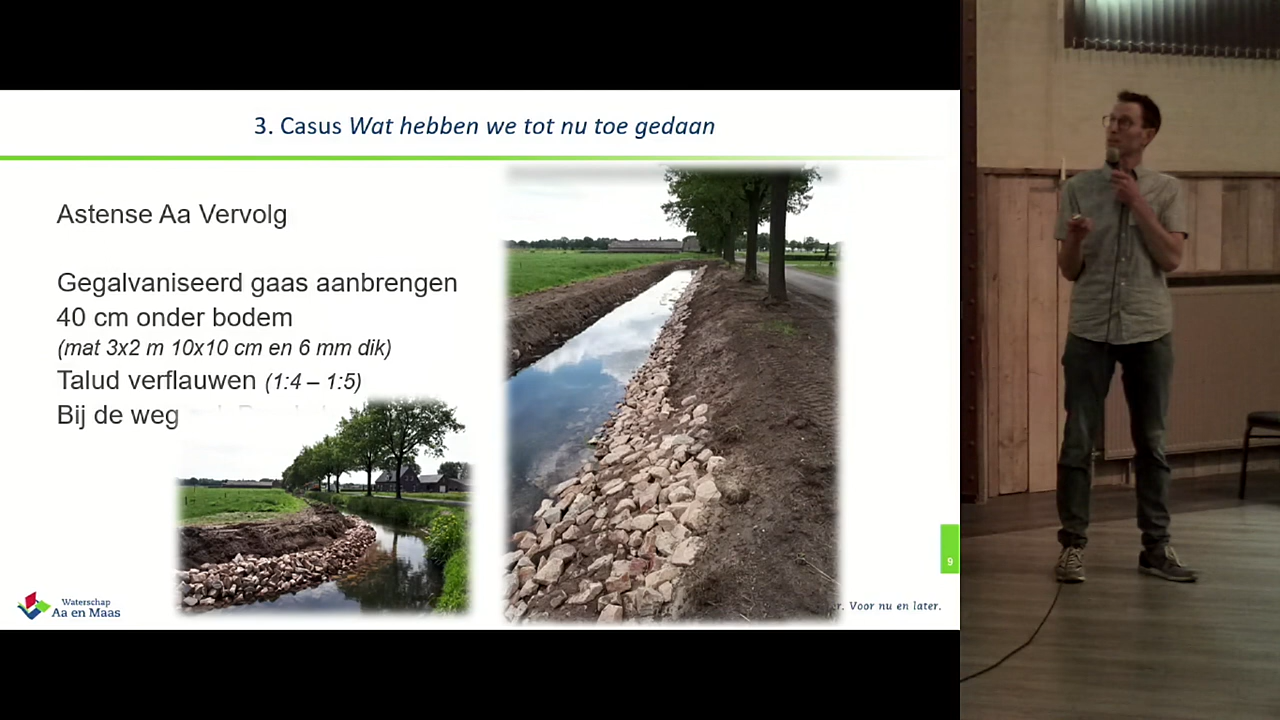 3. Casus Wat hebben we tot nu toe gedaan
Astense Aa Vervolg
Gegalvaniseerd gaas aanbrengen
40 cm onder bodem
(mat 3x2 m 10x10 cm en 6 mm dik)
Talud verflauwen (1:4 – 1:5)
Bij de weg
9
Waterschap
Aa en Maas
r. Voor nu en later.